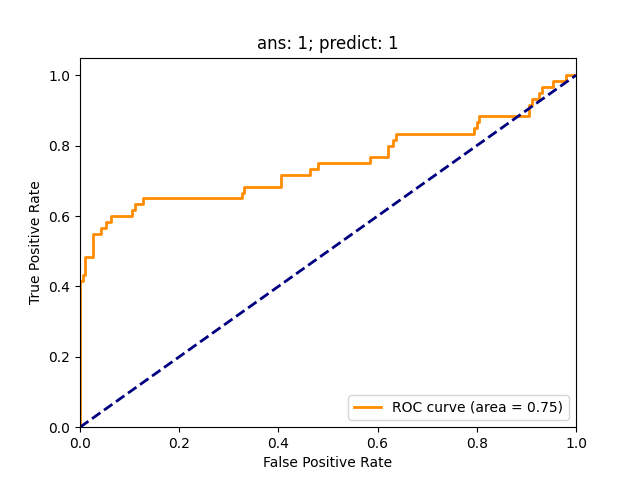 ans: 1; predict: 1
True Positive Rate
1.0
0.8
0.6
0.4
0.2
0.0
ROC curve (area = 0.75)
0.0 0.2 0.4 0.6 0.8 1.0
False Positive Rate